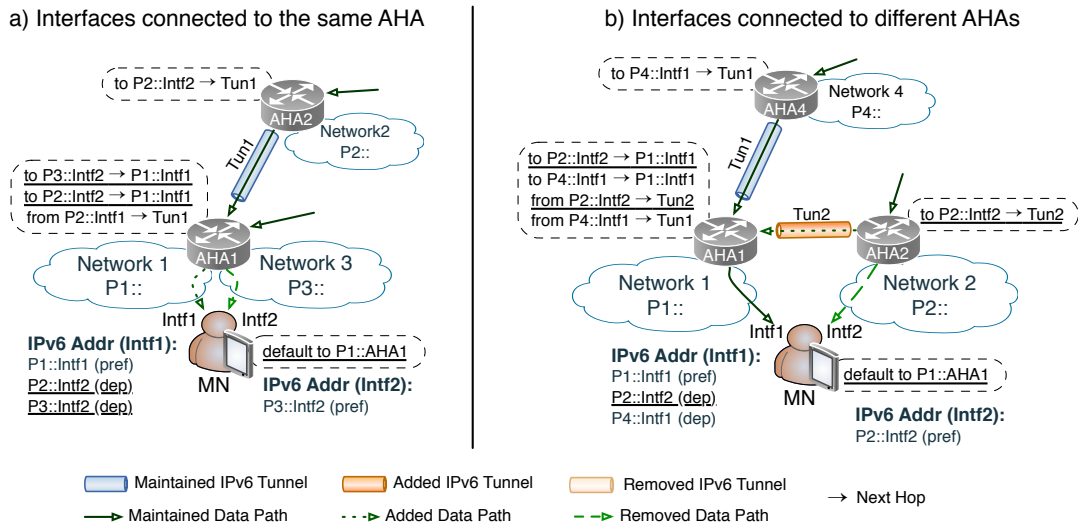 a) Interfaces connected to the same AHA
b) Interfaces connected to different AHAs
to P2::Intf2 → Tun1
AHA2
Network2
P2::
Tun1
to P3::Intf2 → P1::Intf1
to P2::Intf2 → P1::Intf1
from P2::Intf1 → Tun1
AHA1
Network 1
P1::
Network 3
P3::
Intf1
Intf2
IPv6 Addr (Intf1):
P1::Intf1 (pref)
P2::Intf2 (dep)
P3::Intf2 (dep)
MN
default to P1::AHA1
IPv6 Addr (Intf2):
P3::Intf2 (pref)
to P4::Intf1 → Tun1
AHA4
Network 4
P4::
Tun1
to P2::Intf2 → P1::Intf1
to P4::Intf1 → P1::Intf1
from P2::Intf2 → Tun2
from P4::Intf1 → Tun1
Tun2
to P2::Intf2 → Tun2
AHA1
AHA2
Network 1
P1::
Network 2
P2::
Intf1
Intf2
IPv6 Addr (Intf1):
P1::Intf1 (pref)
P2::Intf2 (dep)
P4::Intf1 (dep)
MN
default to P1::AHA1
IPv6 Addr (Intf2):
P2::Intf2 (pref)
Maintained IPv6 Tunnel
Added IPv6 Tunnel
Removed IPv6 Tunnel
→ Next Hop
Maintained Data Path
Added Data Path
Removed Data Path